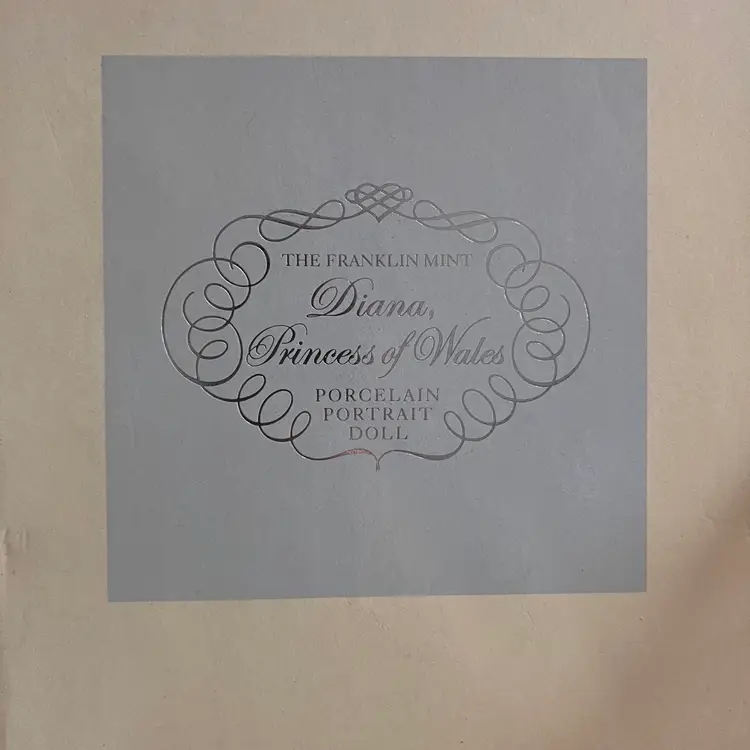 THE FRANKLIN MINT
Diana,
Princess of Wales
PORCELAIN
PORTRAIT
DOLL